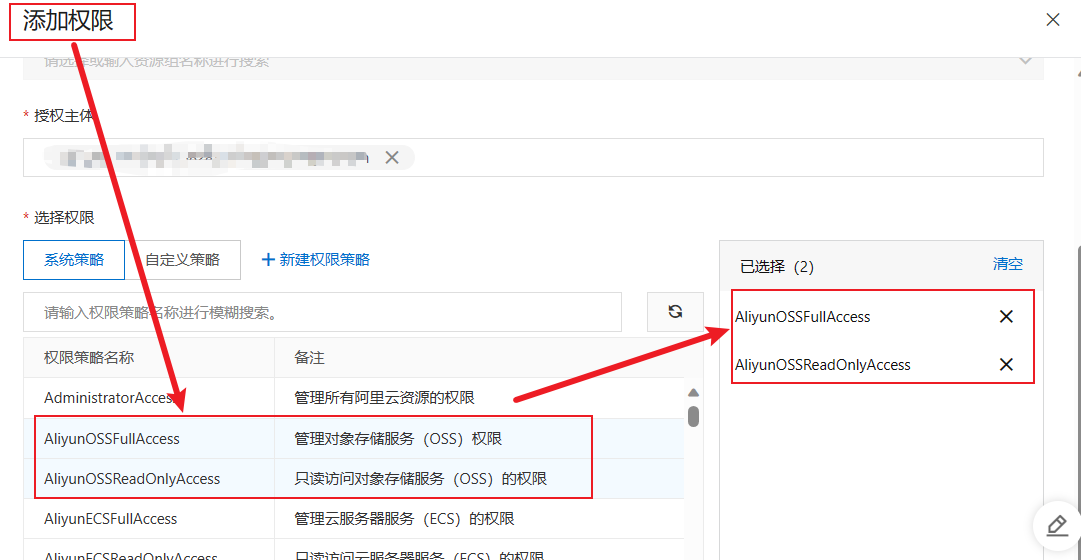 添加权限
请选择或输入资源组名称进行搜索
* 授权主体
* 选择权限
系统策略 自定义策略 + 新建权限策略
已选择（2） 清空
请输入权限策略名称进行模糊搜索。
AliyunOSSFullAccess
AliyunOSSReadOnlyAccess
权限策略名称 备注
AdministratorAccess 管理所有阿里云资源的权限
AliyunOSSFullAccess 管理对象存储服务（OSS）权限
AliyunOSSReadOnlyAccess 只读访问对象存储服务（OSS）的权限
AliyunECSFullAccess 管理云服务器服务（ECS）的权限
AliyunECSReadOnlyAccess 只读访问云服务器服务（ECS）的权限